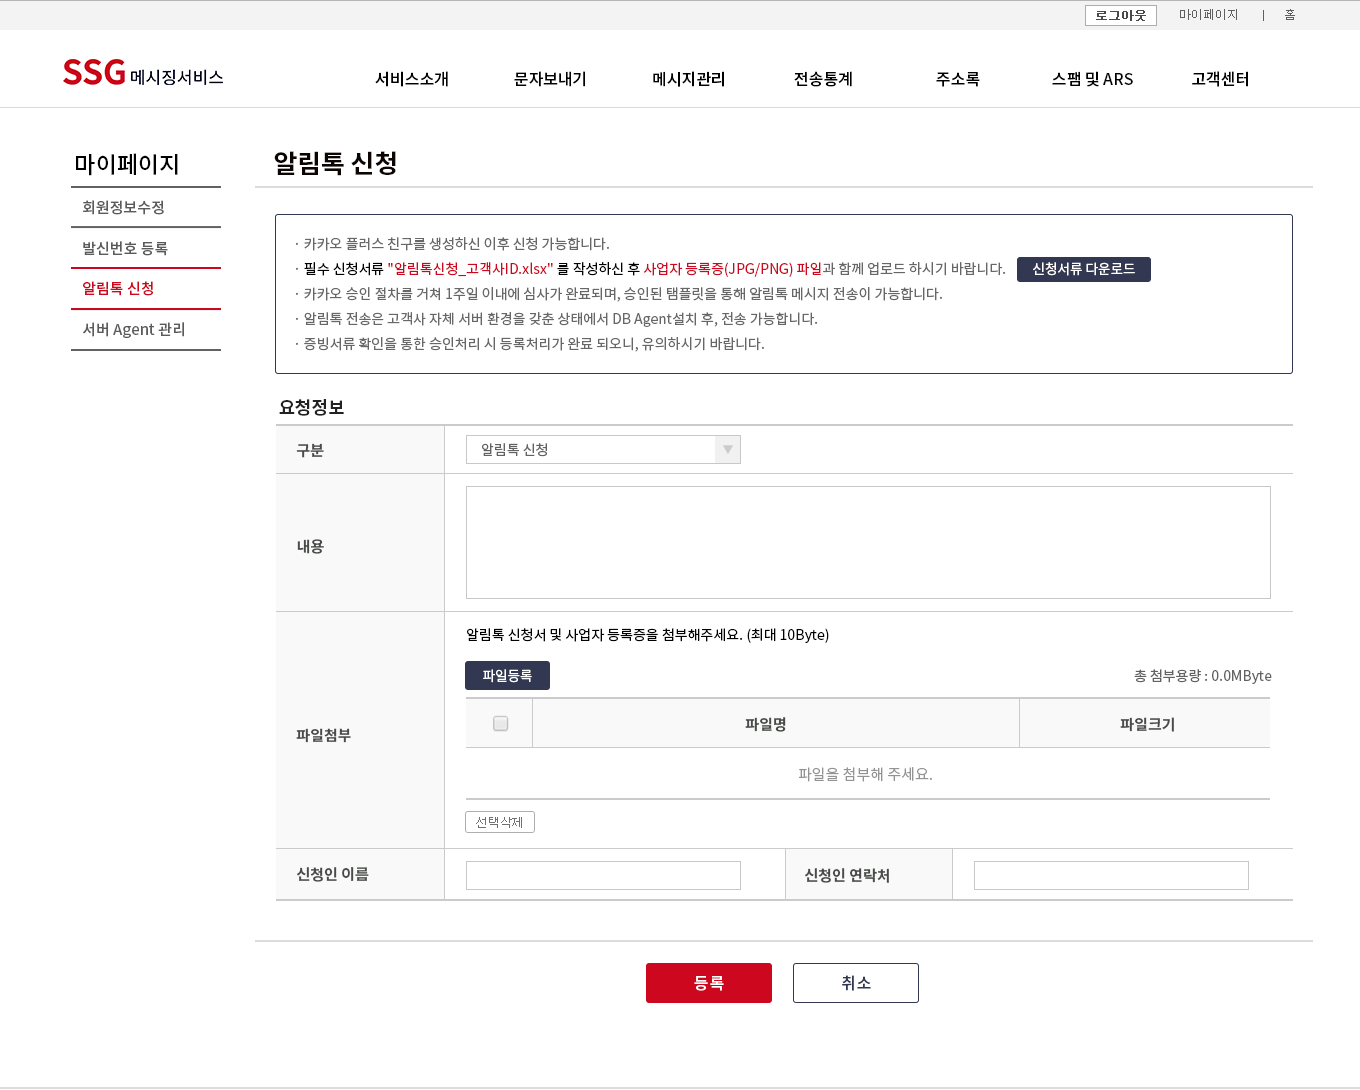 로그아웃 마이페이지 | 홈
SSG 메시징서비스 서비스소개 문자보내기 메시지관리 전송통계 주소록 스팸 및 ARS 고객센터
마이페이지
회원정보수정
발신번호 등록
알림톡 신청
서버 Agent 관리
알림톡 신청
· 카카오 플러스 친구를 생성하신 이후 신청 가능합니다.
· 필수 신청서류 "알림톡신청_고객사ID.xlsx" 를 작성하신 후 사업자 등록증(JPG/PNG) 파일과 함께 업로드 하시기 바랍니다. 신청서류 다운로드
· 카카오 승인 절차를 거쳐 1주일 이내에 심사가 완료되며, 승인된 탬플릿을 통해 알림톡 메시지 전송이 가능합니다.
· 알림톡 전송은 고객사 자체 서버 환경을 갖춘 상태에서 DB Agent설치 후, 전송 가능합니다.
· 증빙서류 확인을 통한 승인처리 시 등록처리가 완료 되오니, 유의하시기 바랍니다.
요청정보
구분 알림톡 신청 ▼
내용
파일첨부
알림톡 신청서 및 사업자 등록증을 첨부해주세요. (최대 10Byte)
파일등록 총 첨부용량 : 0.0MByte
파일명 파일크기
파일을 첨부해 주세요.
선택삭제
신청인 이름 신청인 연락처
등록 취소